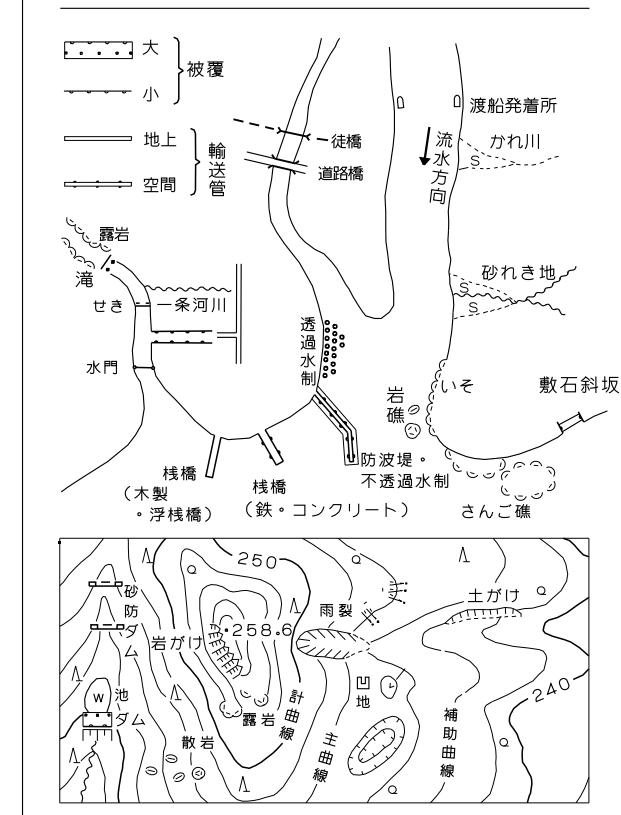 大
被覆
小
地上
輸送管
空間
渡船発着所
徒橋
かれ川
流水方向
道路橋
S
露岩
滝
砂れき地
S
S
せき
一条河川
透過水制
水門
いそ
敷石斜坂
岩礁
桟橋
(木製
・浮桟橋)
桟橋
(鉄・コンクリート)
防波堤・
不透過水制
さんご礁
250
砂防ダム
雨裂
土がけ
岩がけ
258.6
W
池
ダム
凹地
240
計曲線
露岩
主曲線
補助曲線
散岩